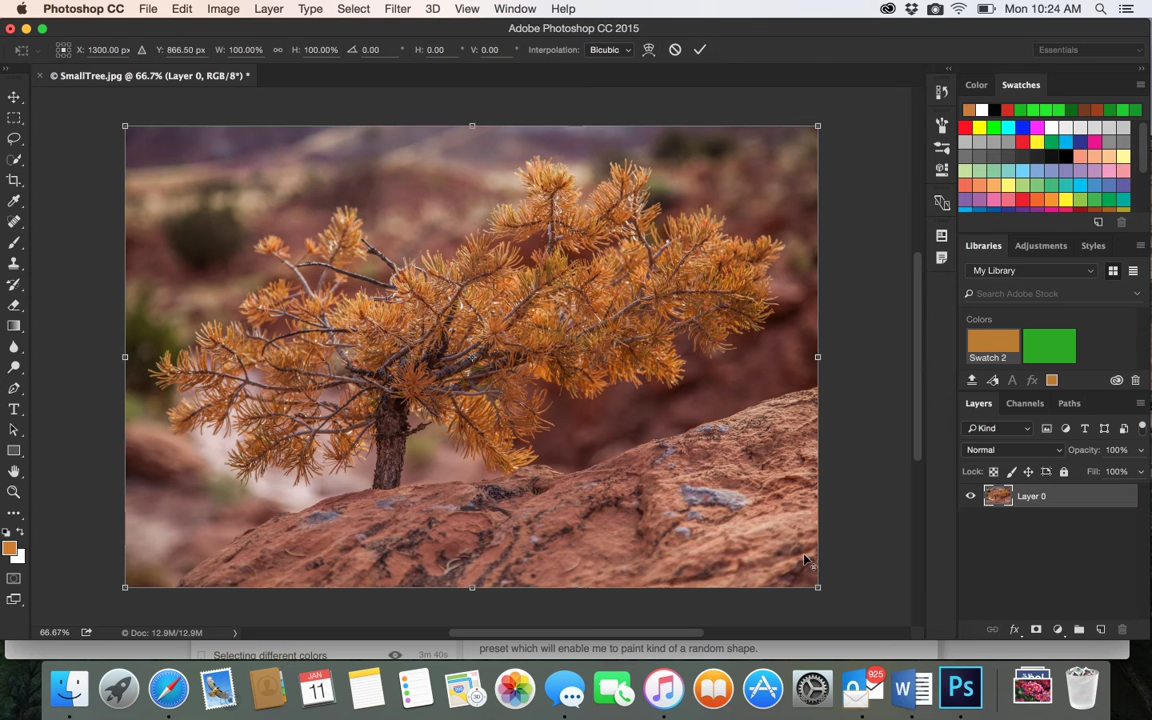 Photoshop CC File Edit Image Layer Type Select Filter 3D View Window Help Mon 10:24 AM
Adobe Photoshop CC 2015
X: 1300.00 px Y: 866.50 px W: 100.00% H: 100.00% 0.00 ° H: 0.00 ° V: 0.00 ° Interpolation: Bicubic Essentials
× © SmallTree.jpg @ 66.7% (Layer 0, RGB/8*) *
Color Swatches
Libraries Adjustments Styles
My Library
Search Adobe Stock
Colors
Swatch 2
Layers Channels Paths
Kind
Normal Opacity: 100%
Lock: Fill: 100%
Layer 0
66.67% © Doc: 12.9M/12.9M
Selecting different colors 3m 40s
preset which will enable me to paint kind of a random shape.
JAN
11
925
Ps